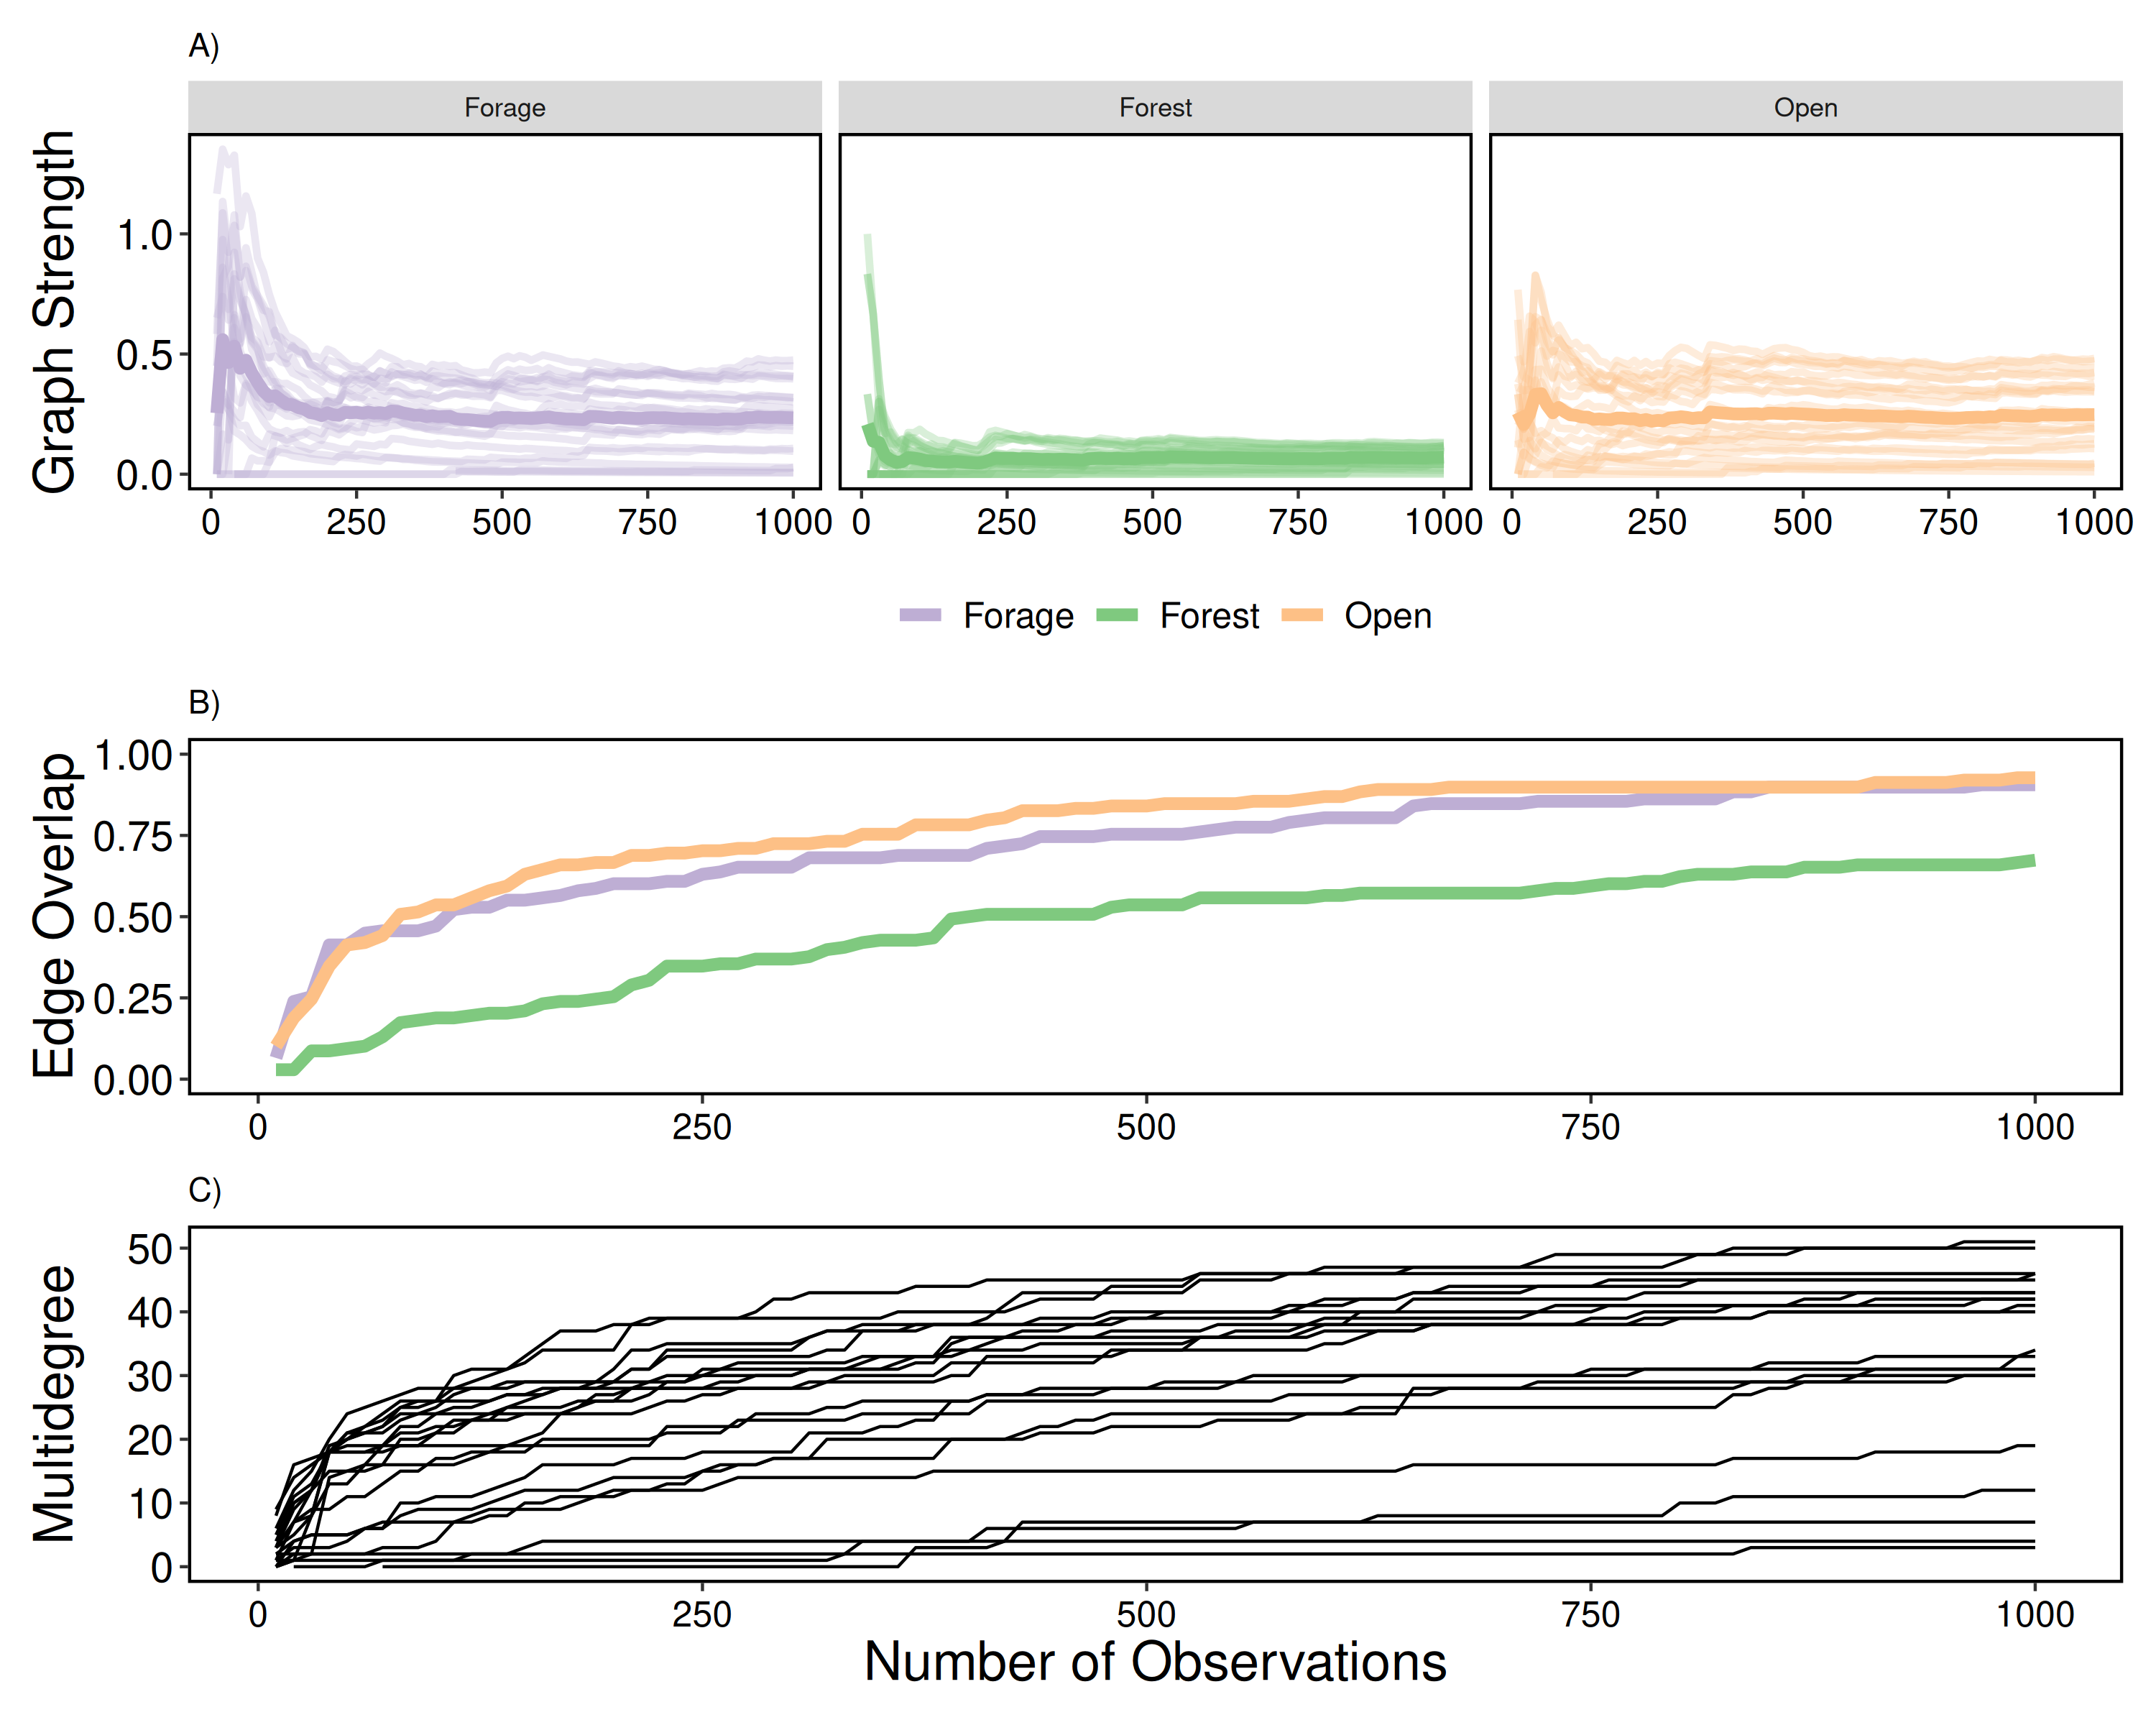 A)
Forage Forest Open
Graph Strength
1.0
0.5
0.0
0 250 500 750 1000 0 250 500 750 1000 0 250 500 750 1000
Forage Forest Open
B)
Edge Overlap
1.00
0.75
0.50
0.25
0.00
0 250 500 750 1000
C)
Multidegree
50
40
30
20
10
0
0 250 500 750 1000
Number of Observations